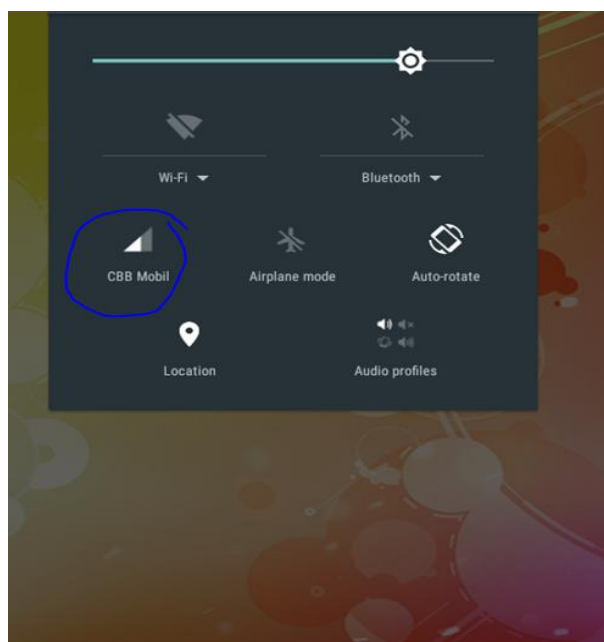 Wi-Fi
Bluetooth
CBB Mobil
Airplane mode
Auto-rotate
Location
Audio profiles